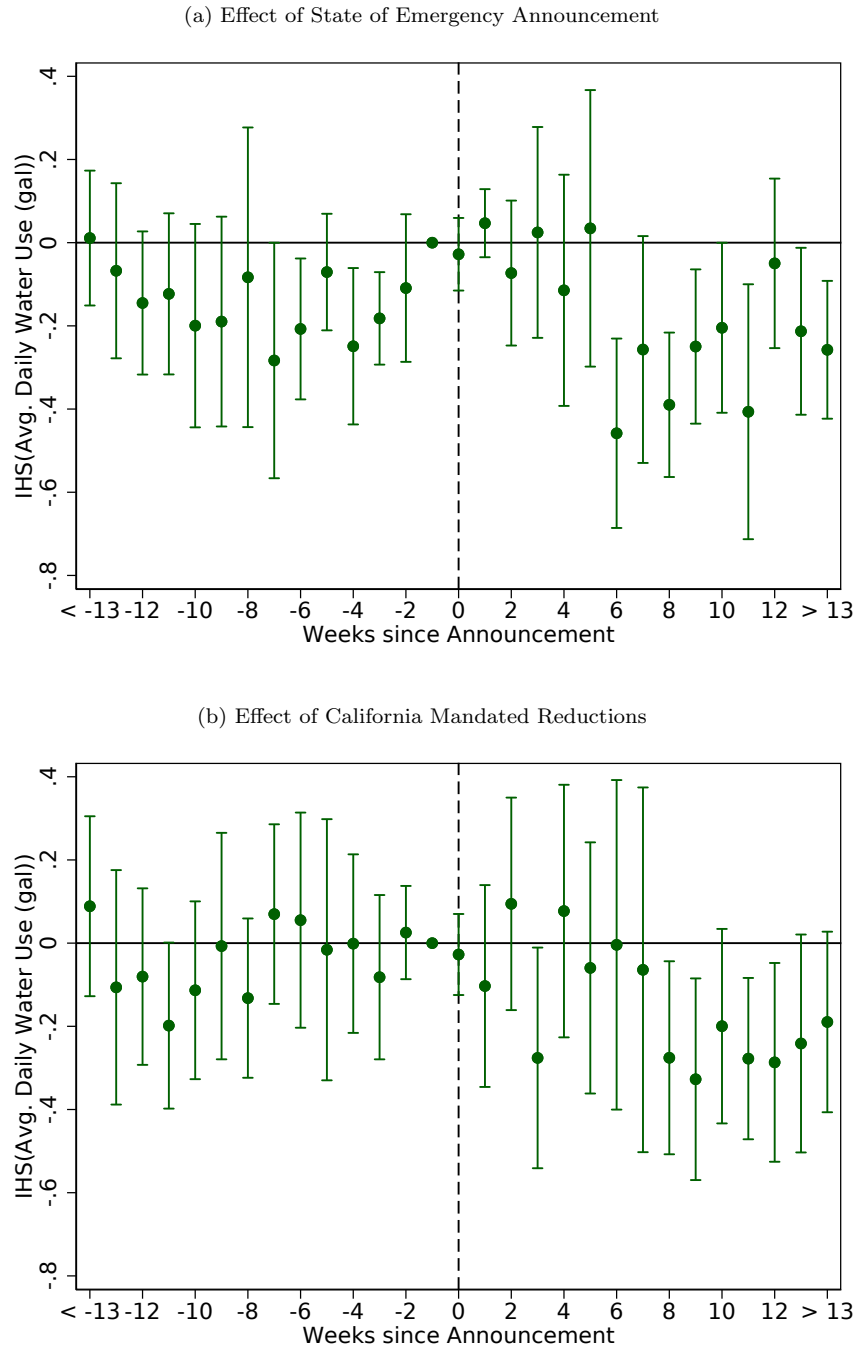 (a) Effect of State of Emergency Announcement
IHS(Avg. Daily Water Use (gal))
.4
.2
0
-.2
-.4
-.6
-.8
< -13 -12 -10 -8 -6 -4 -2 0 2 4 6 8 10 12 > 13
Weeks since Announcement
(b) Effect of California Mandated Reductions
IHS(Avg. Daily Water Use (gal))
.4
.2
0
-.2
-.4
-.6
-.8
< -13 -12 -10 -8 -6 -4 -2 0 2 4 6 8 10 12 > 13
Weeks since Announcement